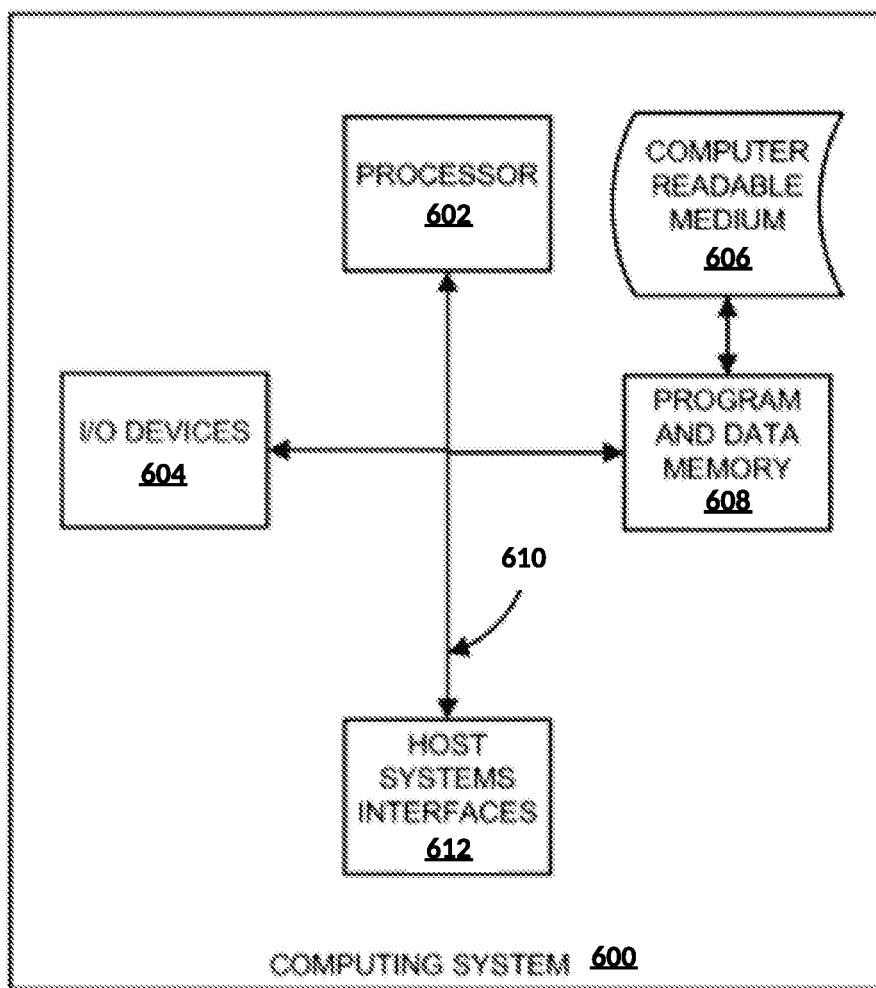 PROCESSOR
602
COMPUTER
READABLE
MEDIUM
606
I/O DEVICES
604
PROGRAM
AND DATA
MEMORY
608
610
HOST
SYSTEMS
INTERFACES
612
COMPUTING SYSTEM 600